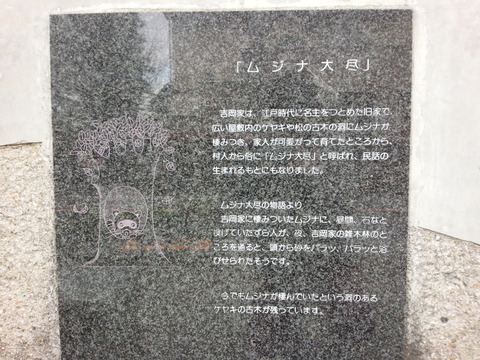 「ムジナ大尽」
吉岡家は、江戸時代に名主をつとめた旧家で、
広い屋敷内のケヤキや松の古木の洞にムジナが
棲みつき、家人が可愛がって育てたところから、
村人から俗に「ムジナ大尽」と呼ばれ、民話の
生まれるもとにもなりました。
ムジナ大尽の物語より
吉岡家に棲みついたムジナに、昼間、石など
投げていたずら人が、夜、吉岡家の雑木林のと
ころを通ると、頭から砂をバラッ、バラッと浴
びせられたそうです。
今でもムジナが棲んでいたという洞のある
ケヤキの古木が残っています。